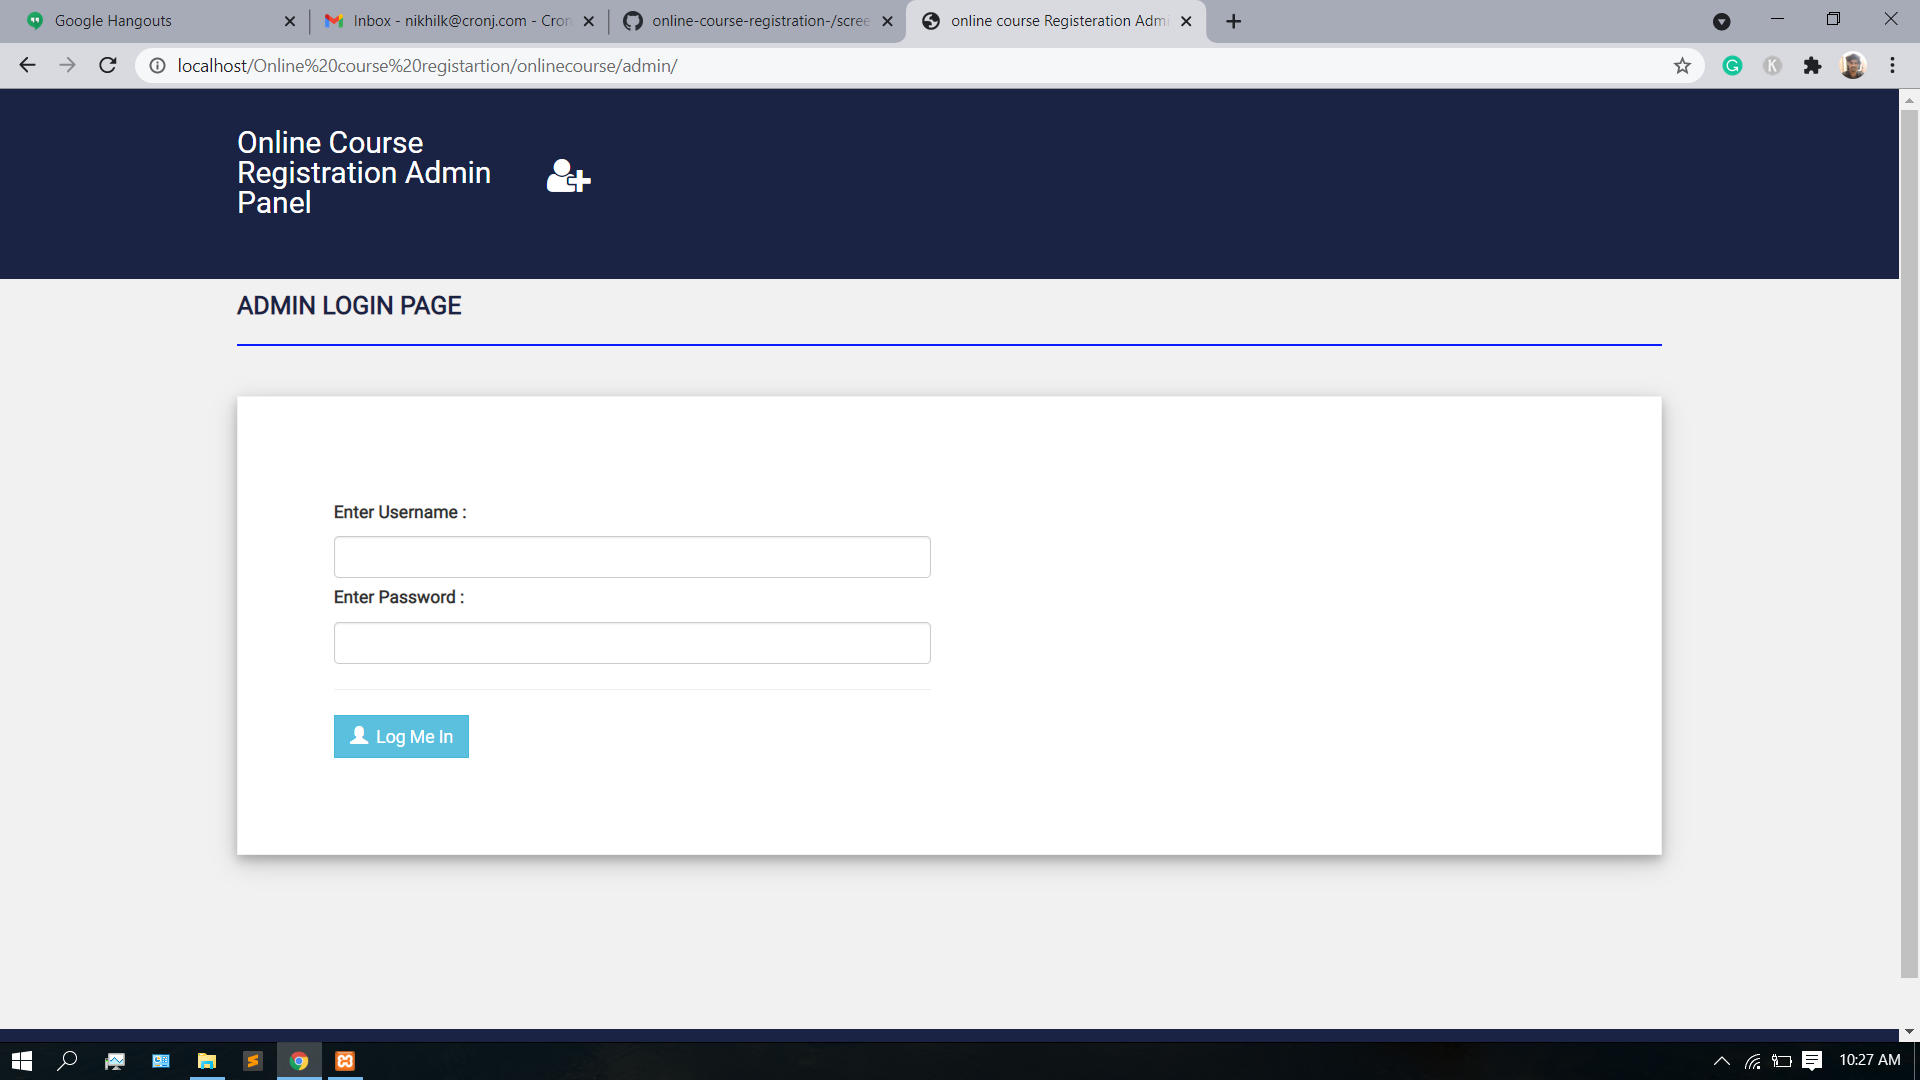 Google Hangouts
Inbox - nikhilk@cronj.com - Cron
online-course-registration-/scree
online course Registeration Admi
localhost/Online%20course%20registartion/onlinecourse/admin/
Online Course
Registration Admin
Panel
ADMIN LOGIN PAGE
Enter Username :
Enter Password :
Log Me In
10:27 AM